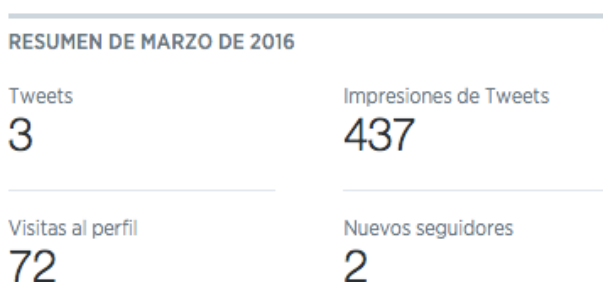 RESUMEN DE MARZO DE 2016
Tweets
3
Impresiones de Tweets
437
Visitas al perfil
72
Nuevos seguidores
2